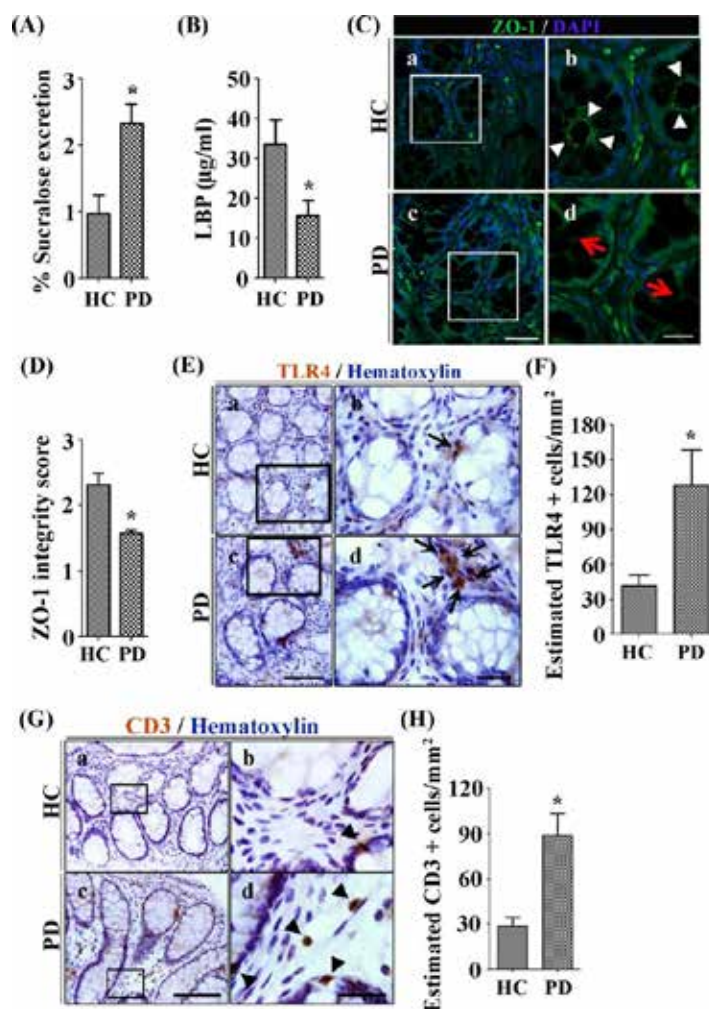 (A)
% Sucralose excretion
3
2
1
0
*
HC PD
(B)
LBP (µg/ml)
50
40
30
20
10
0
*
HC PD
(C)
ZO-1 / DAPI
HC
PD
a
b
c
d
(D)
ZO-1 integrity score
3
2
1
0
*
HC PD
(E)
TLR4 / Hematoxylin
HC
PD
a
b
c
d
(F)
Estimated TLR4 + cells/mm²
180
150
120
90
60
30
0
*
HC PD
(G)
CD3 / Hematoxylin
HC
PD
a
b
c
d
(H)
Estimated CD3 + cells/mm²
120
90
60
30
0
*
HC PD